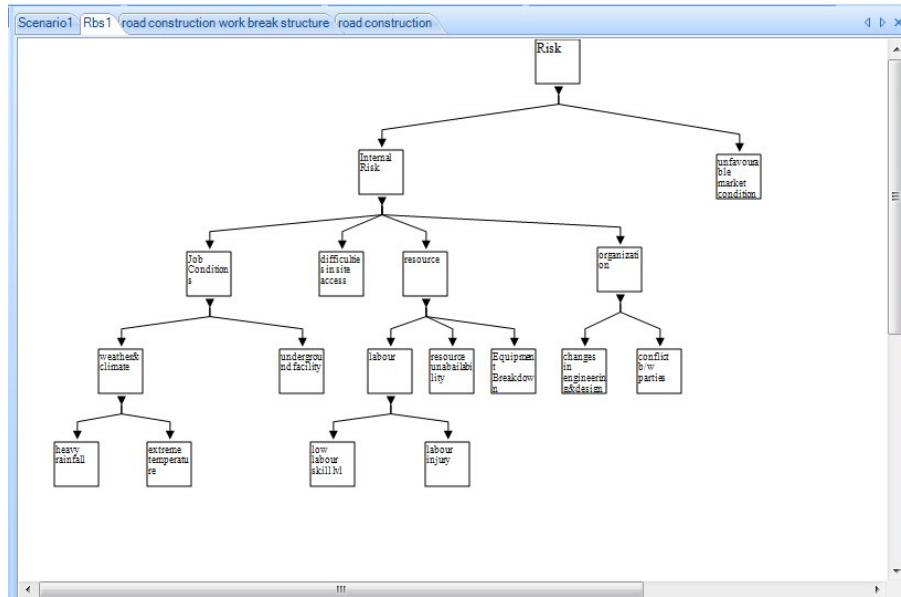 Scenario1 Rbs1 road construction work break structure road construction
Risk
Internal
Risk
unfavoura
ble
market
condition
Job
Condition
s
difficultie
s in site
access
resource
organizati
on
weather&
climate
undergrou
nd facility
labour
resource
unabailabi
lity
Equipmen
t
Breakdow
n
changes
in
engineerin
g&design
conflict
b/w
parties
heavy
rainfall
extreme
temperatu
re
low
labour
skill lvl
labour
injury